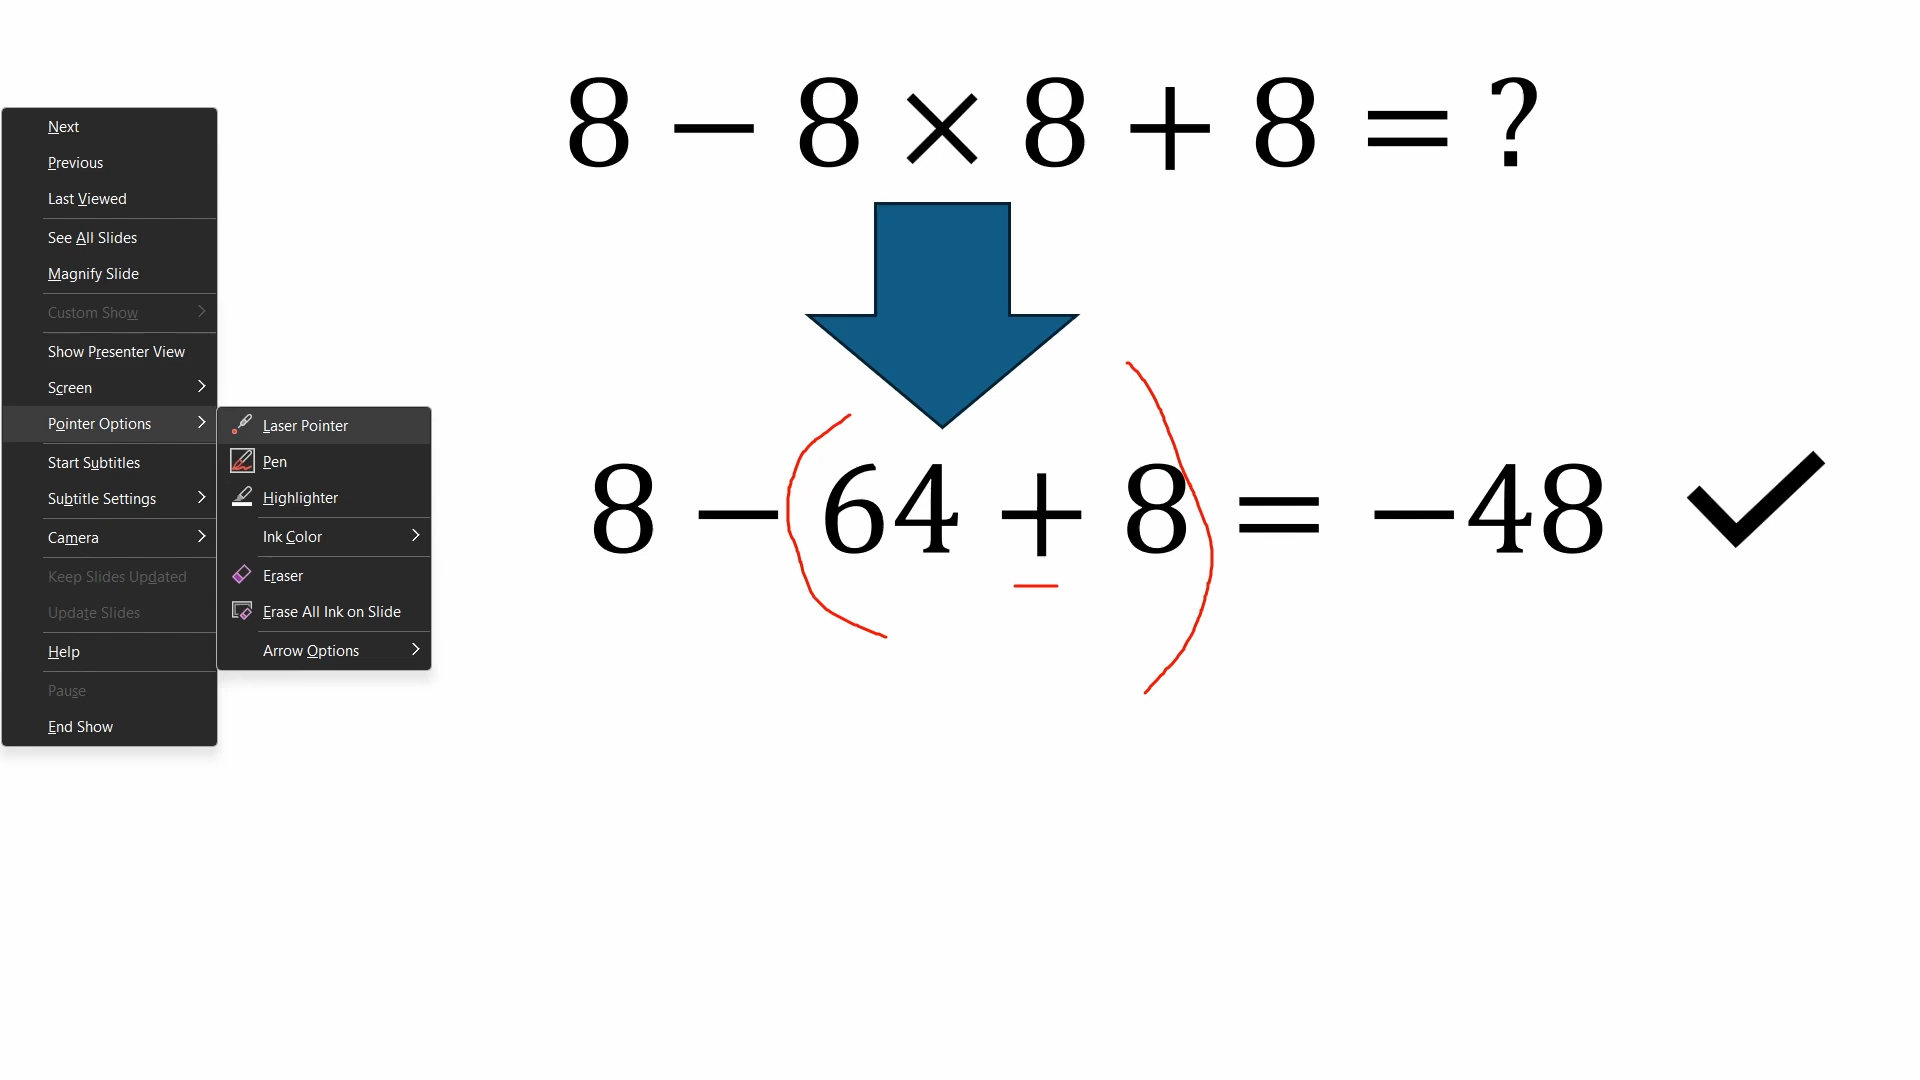 8 − 8 × 8 + 8 = ?
8 − (64 + 8) = −48 ✓
Next
Previous
Last Viewed
See All Slides
Magnify Slide
Custom Show
Show Presenter View
Screen
Pointer Options
Start Subtitles
Subtitle Settings
Camera
Keep Slides Updated
Update Slides
Help
Pause
End Show
Laser Pointer
Pen
Highlighter
Ink Color
Eraser
Erase All Ink on Slide
Arrow Options